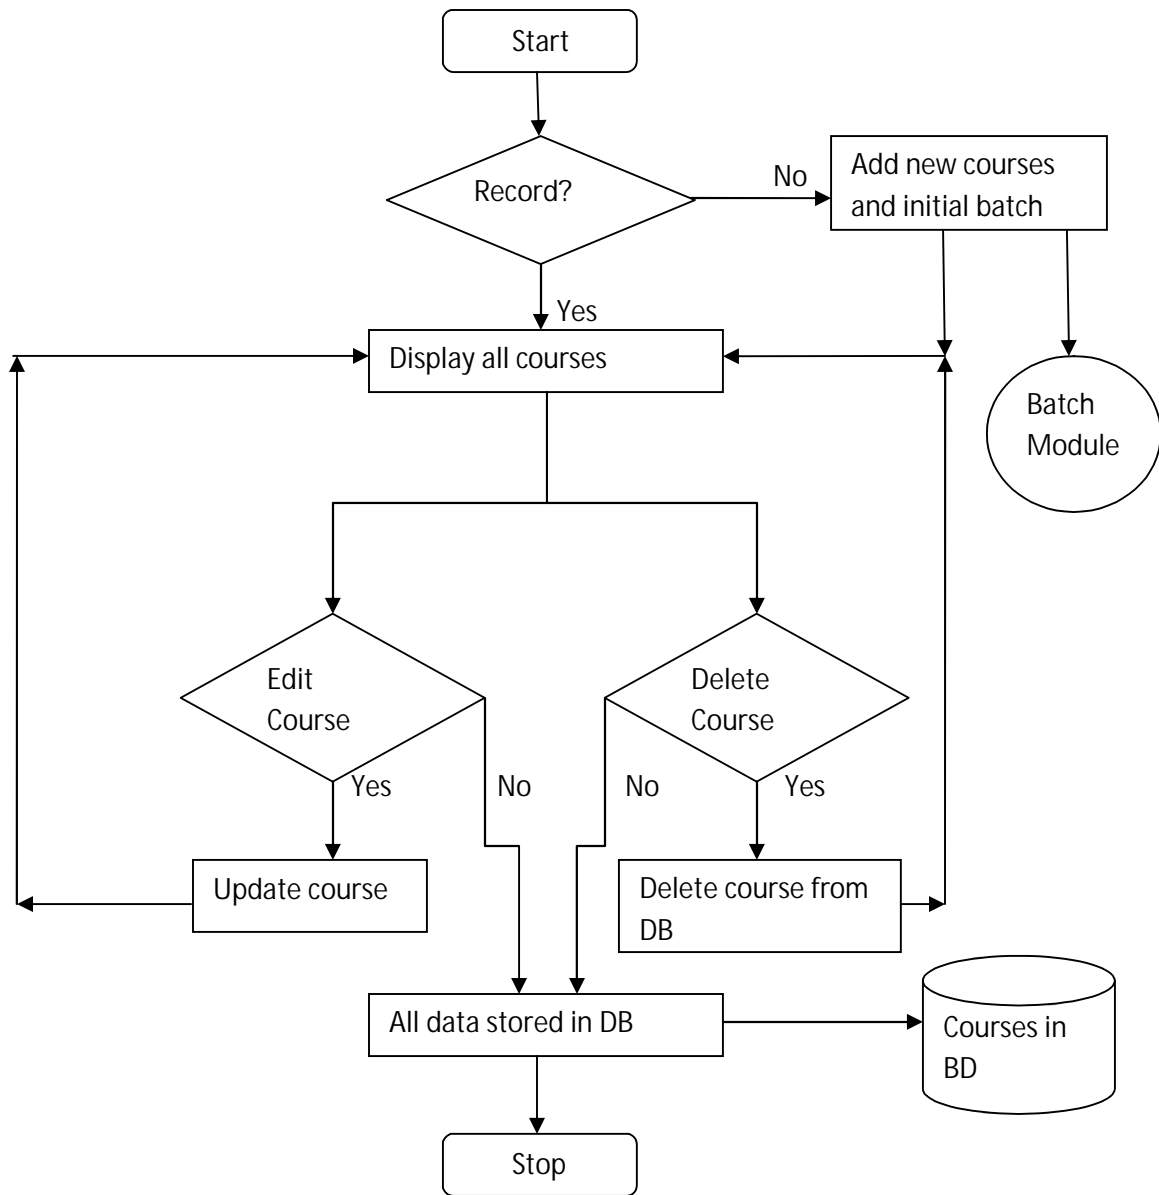 Start
Record?
No
Add new courses
and initial batch
Yes
Display all courses
Batch
Module
Edit
Course
Delete
Course
Yes
No
No
Yes
Update course
Delete course from
DB
All data stored in DB
Courses in
BD
Stop